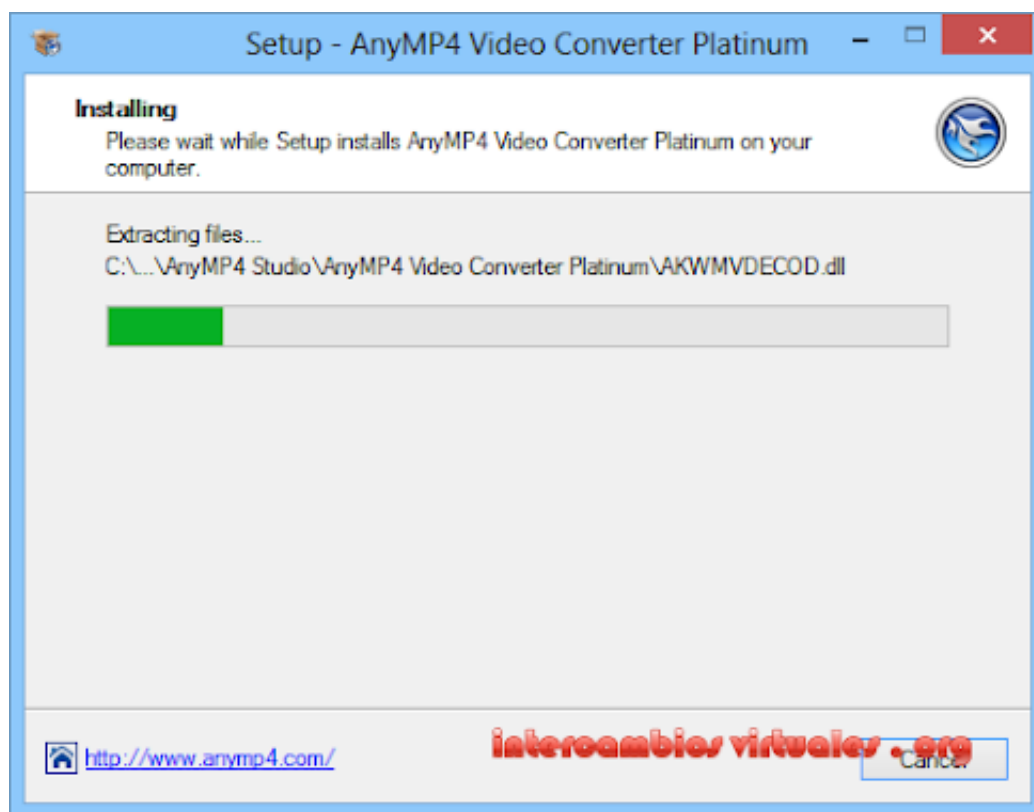 Setup - AnyMP4 Video Converter Platinum
Installing
Please wait while Setup installs AnyMP4 Video Converter Platinum on your
computer.
Extracting files...
C:\...\AnyMP4 Studio\AnyMP4 Video Converter Platinum\AKWMVDECOD.dll
http://www.anymp4.com/
intercambios virtuales . org
Cancel